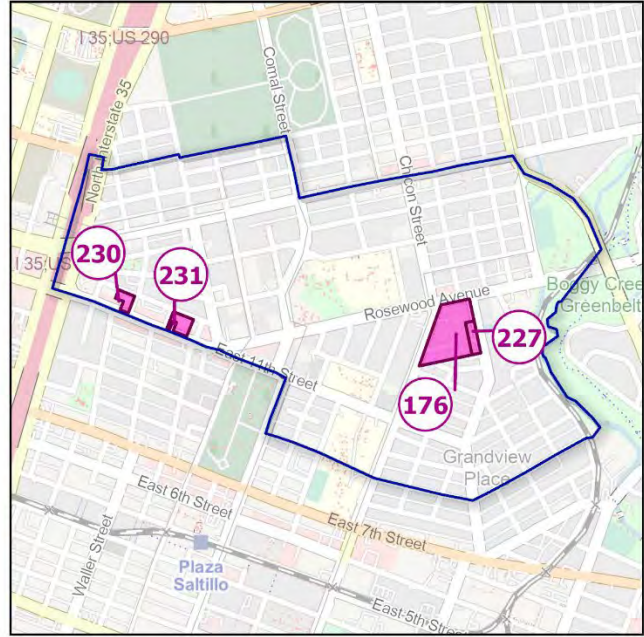 I 35;US 290
Comal Street
North Interstate 35
Chicon Street
230
231
I 35;US
Rosewood Avenue
Boggy Cree
Greenbelt
227
East 11th Street
176
Grandview
Place
East 6th Street
East 7th Street
Waller Street
Plaza
Saltillo
East 5th Street